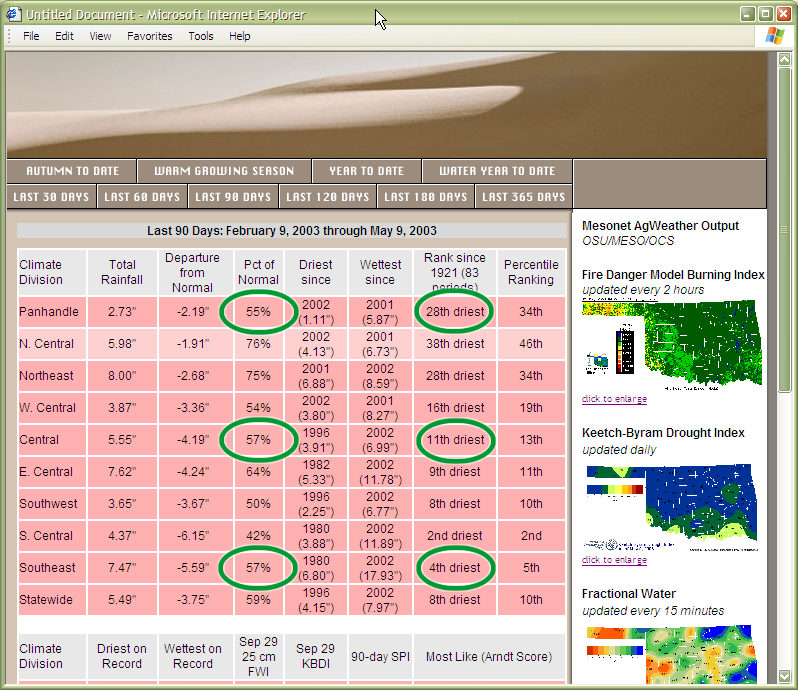 Untitled Document - Microsoft Internet Explorer
File Edit View Favorites Tools Help
AUTUMN TO DATE WARM GROWING SEASON YEAR TO DATE WATER YEAR TO DATE
LAST 30 DAYS LAST 60 DAYS LAST 90 DAYS LAST 120 DAYS LAST 180 DAYS LAST 365 DAYS
Last 90 Days: February 9, 2003 through May 9, 2003
Climate Division Total Rainfall Departure from Normal Pct of Normal Driest since Wettest since Rank since 1921 (83 periods) Percentile Ranking
Panhandle 2.73" -2.19" 55% 2002 (1.11") 2001 (5.87") 28th driest 34th
N. Central 5.98" -1.91" 76% 2002 (4.13") 2001 (6.73") 38th driest 46th
Northeast 8.00" -2.68" 75% 2001 (6.88") 2002 (8.59") 28th driest 34th
W. Central 3.87" -3.36" 54% 2002 (3.80") 2001 (8.27") 16th driest 19th
Central 5.55" -4.19" 57% 1996 (3.91") 2002 (6.99") 11th driest 13th
E. Central 7.62" -4.24" 64% 1982 (5.33") 2002 (11.78") 9th driest 11th
Southwest 3.65" -3.67" 50% 1996 (2.25") 2002 (6.77") 8th driest 10th
S. Central 4.37" -6.15" 42% 1980 (3.88") 2002 (11.89") 2nd driest 2nd
Southeast 7.47" -5.59" 57% 1980 (6.80") 2002 (17.93") 4th driest 5th
Statewide 5.49" -3.75" 59% 1996 (4.15") 2002 (7.97") 8th driest 10th
Climate Division Driest on Record Wettest on Record Sep 29 25 cm FWI Sep 29 KBDI 90-day SPI Most Like (Arndt Score)
Mesonet AgWeather Output
OSU/MESO/OCS
Fire Danger Model Burning Index
updated every 2 hours
click to enlarge
Keetch-Byram Drought Index
updated daily
click to enlarge
Fractional Water
updated every 15 minutes